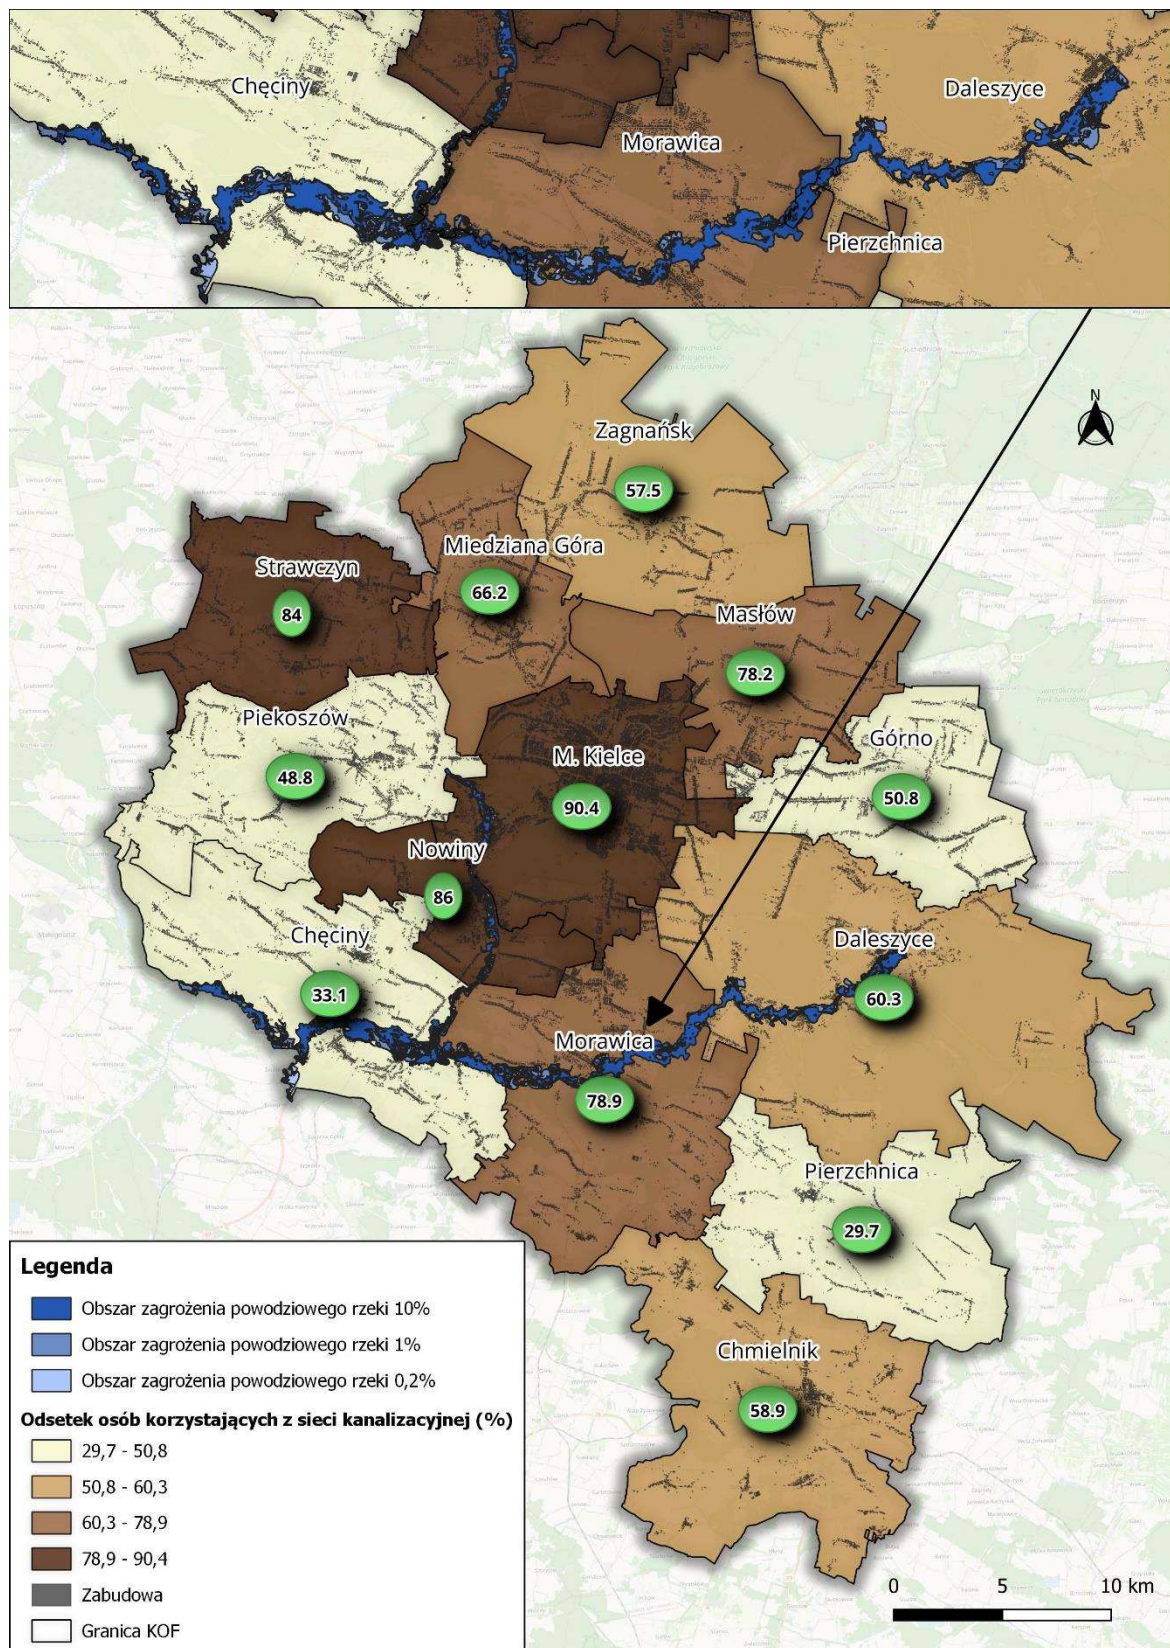 Chęciny
Daleszyce
Morawica
Pierzchnica
N
Zagnańsk
57.5
Miedziana Góra
66.2
Strawczyn
84
Masłów
78.2
Piekoszów
48.8
M. Kielce
90.4
Górno
50.8
Nowiny
86
Chęciny
33.1
Daleszyce
60.3
Morawica
78.9
Pierzchnica
29.7
Chmielnik
58.9
Legenda
Obszar zagrożenia powodziowego rzeki 10%
Obszar zagrożenia powodziowego rzeki 1%
Obszar zagrożenia powodziowego rzeki 0,2%
Odsetek osób korzystających z sieci kanalizacyjnej (%)
29,7 - 50,8
50,8 - 60,3
60,3 - 78,9
78,9 - 90,4
Zabudowa
Granica KOF
0 5 10 km